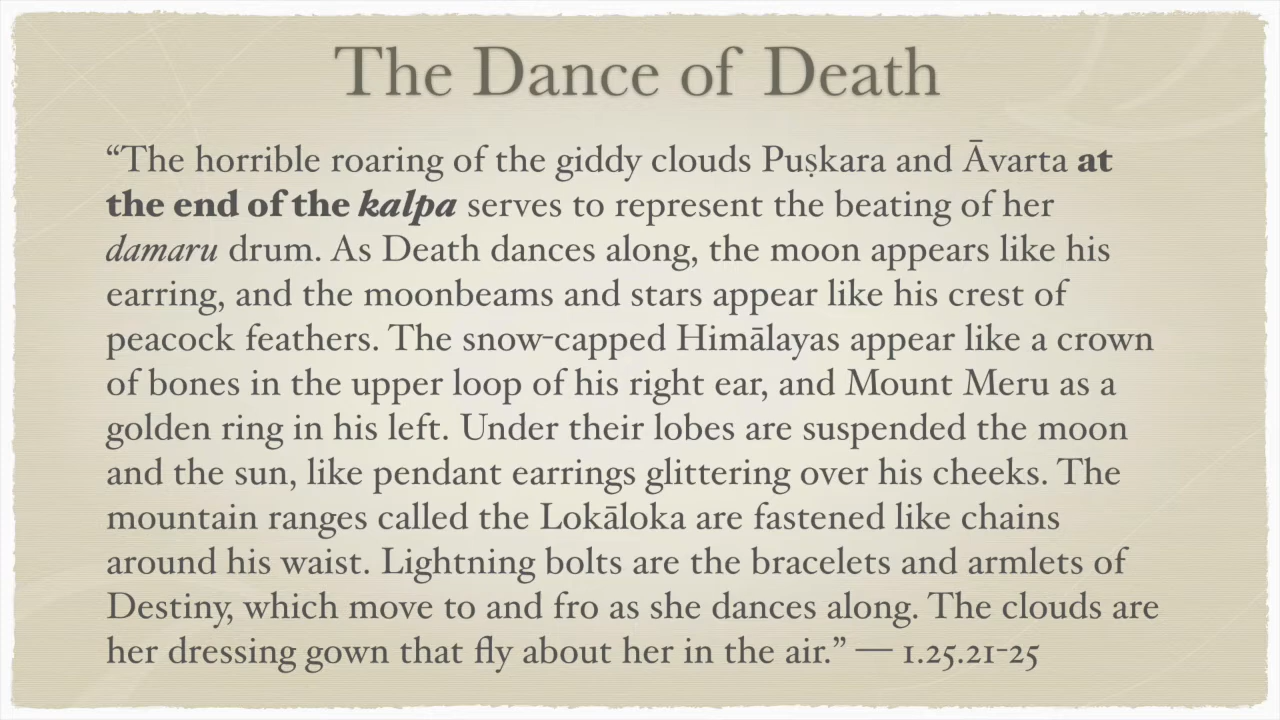 The Dance of Death
“The horrible roaring of the giddy clouds Puṣkara and Āvarta at
the end of the kalpa serves to represent the beating of her
damaru drum. As Death dances along, the moon appears like his
earring, and the moonbeams and stars appear like his crest of
peacock feathers. The snow-capped Himālayas appear like a crown
of bones in the upper loop of his right ear, and Mount Meru as a
golden ring in his left. Under their lobes are suspended the moon
and the sun, like pendant earrings glittering over his cheeks. The
mountain ranges called the Lokāloka are fastened like chains
around his waist. Lightning bolts are the bracelets and armlets of
Destiny, which move to and fro as she dances along. The clouds are
her dressing gown that fly about her in the air.” — 1.25.21-25